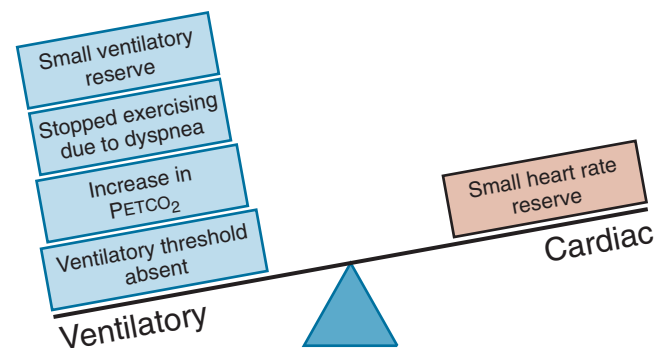 Small ventilatory
reserve
Stopped exercising
due to dyspnea
Increase in
PETCO₂
Ventilatory threshold
absent
Ventilatory
Small heart rate
reserve
Cardiac